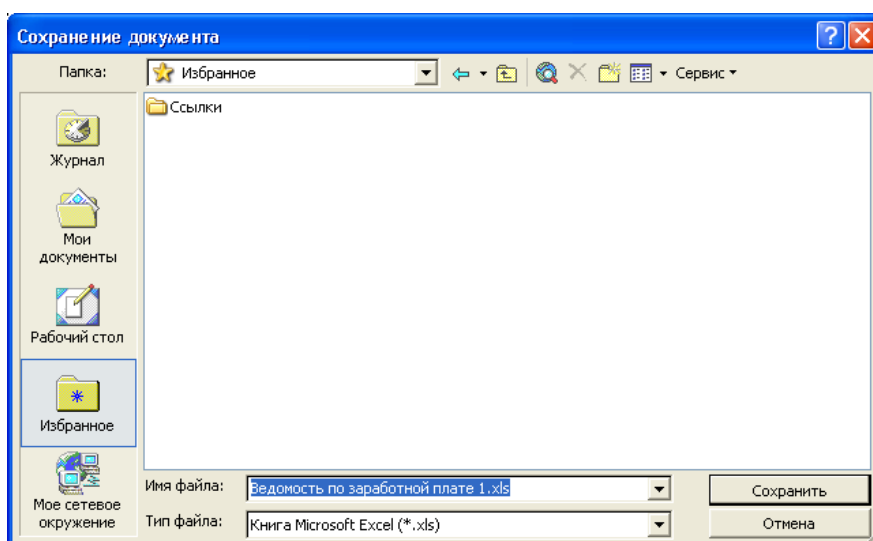 Сохранение документа
Папка:
Избранное
Сервис
Ссылки
Журнал
Мои
документы
Рабочий стол
Избранное
Мое сетевое
окружение
Имя файла:
Ведомость по заработной плате 1.xls
Сохранить
Тип файла:
Книга Microsoft Excel (*.xls)
Отмена